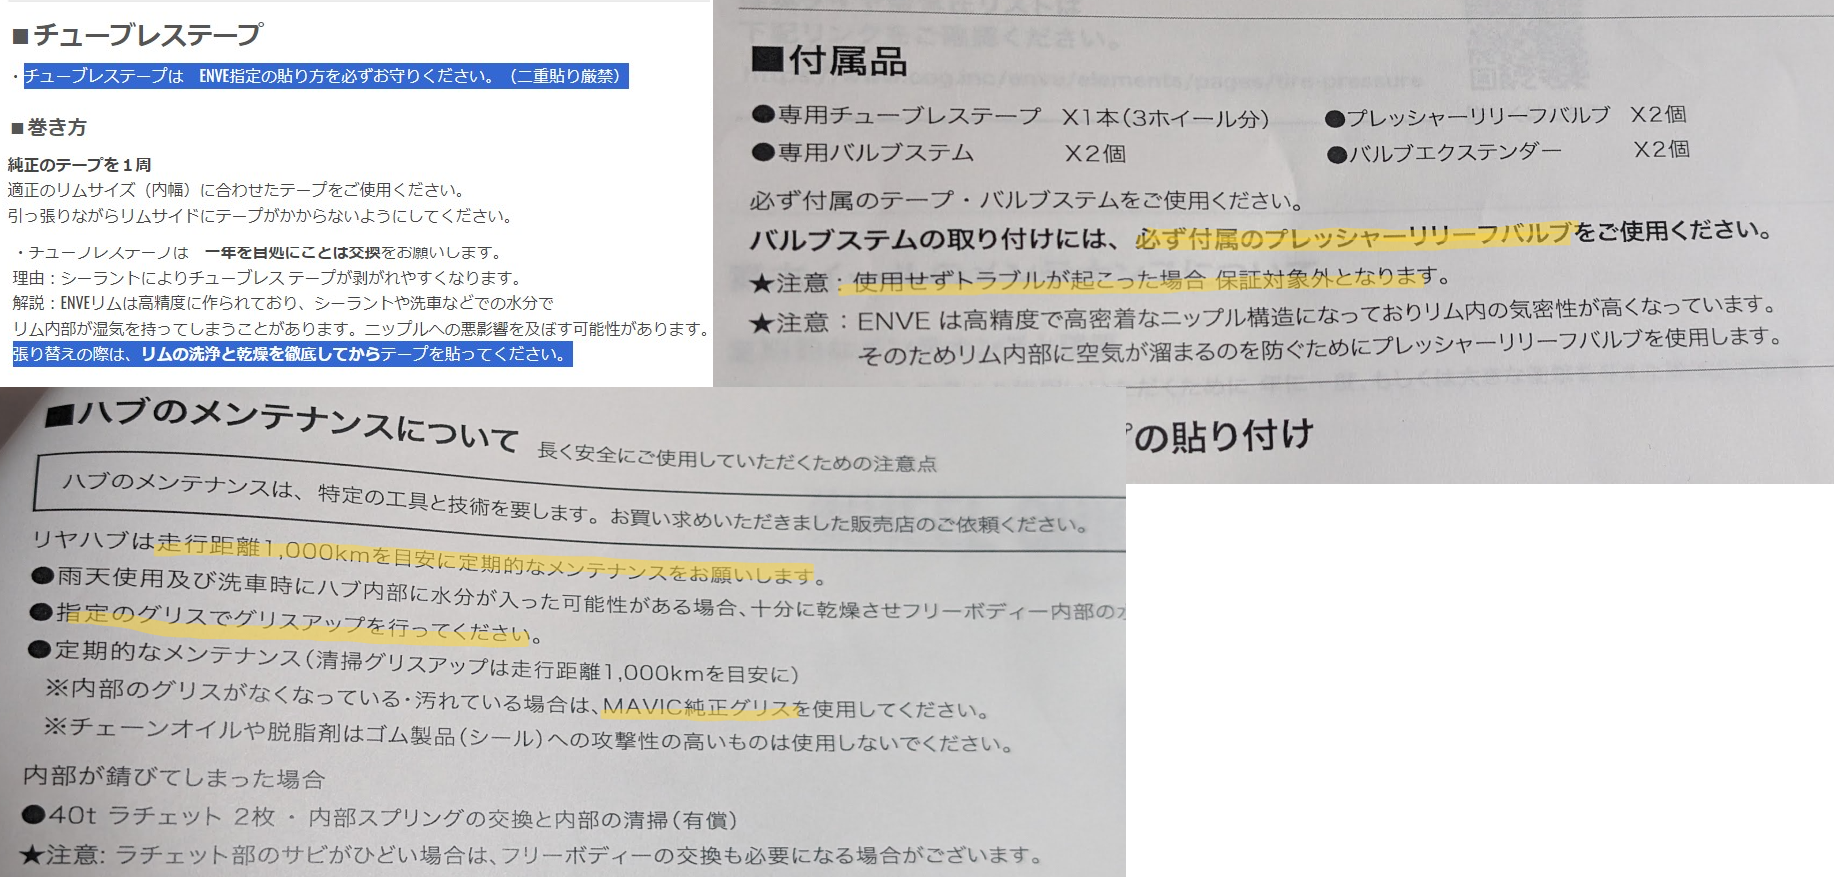 ■チューブレステープ
・チューブレステープは　ENVE指定の貼り方を必ずお守りください。（二重貼り厳禁）
■巻き方
純正のテープを１周
適正のリムサイズ（内幅）に合わせたテープをご使用ください。
引っ張りながらリムサイドにテープがかからないようにしてください。
・チューブレステープは　一年を目処にことは交換をお願いします。
理由：シーラントによりチューブレス テープが剥がれやすくなります。
解説：ENVEリムは高精度に作られており、シーラントや洗車などでの水分で
リム内部が湿気を持ってしまうことがあります。ニップルへの悪影響を及ぼす可能性があります。
張り替えの際は、リムの洗浄と乾燥を徹底してからテープを貼ってください。
下記リンクをご確認ください。
■付属品
●専用チューブレステープ　X1本(3ホイール分)　●プレッシャーリリーフバルブ　X2個
●専用バルブステム　X2個　●バルブエクステンダー　X2個
必ず付属のテープ・バルブステムをご使用ください。
バルブステムの取り付けには、必ず付属のプレッシャーリリーフバルブをご使用ください。
★注意：使用せずトラブルが起こった場合 保証対象外となります。
★注意：ENVE は高精度で高密着なニップル構造になっておりリム内の気密性が高くなっています。
そのためリム内部に空気が溜まるのを防ぐためにプレッシャーリリーフバルブを使用します。
の貼り付け
■ハブのメンテナンスについて　長く安全にご使用していただくための注意点
ハブのメンテナンスは、特定の工具と技術を要します。お買い求めいただきました販売店のご依頼ください。
リヤハブは走行距離1,000kmを目安に定期的なメンテナンスをお願いします。
●雨天使用及び洗車時にハブ内部に水分が入った可能性がある場合、十分に乾燥させフリーボディー内部の
●指定のグリスでグリスアップを行ってください。
●定期的なメンテナンス(清掃グリスアップは走行距離1,000kmを目安に)
※内部のグリスがなくなっている・汚れている場合は、MAVIC純正グリスを使用してください。
※チェーンオイルや脱脂剤はゴム製品(シール)への攻撃性の高いものは使用しないでください。
内部が錆びてしまった場合
●40t ラチェット 2枚 ・ 内部スプリングの交換と内部の清掃(有償)
★注意: ラチェット部のサビがひどい場合は、フリーボディーの交換も必要になる場合がございます。